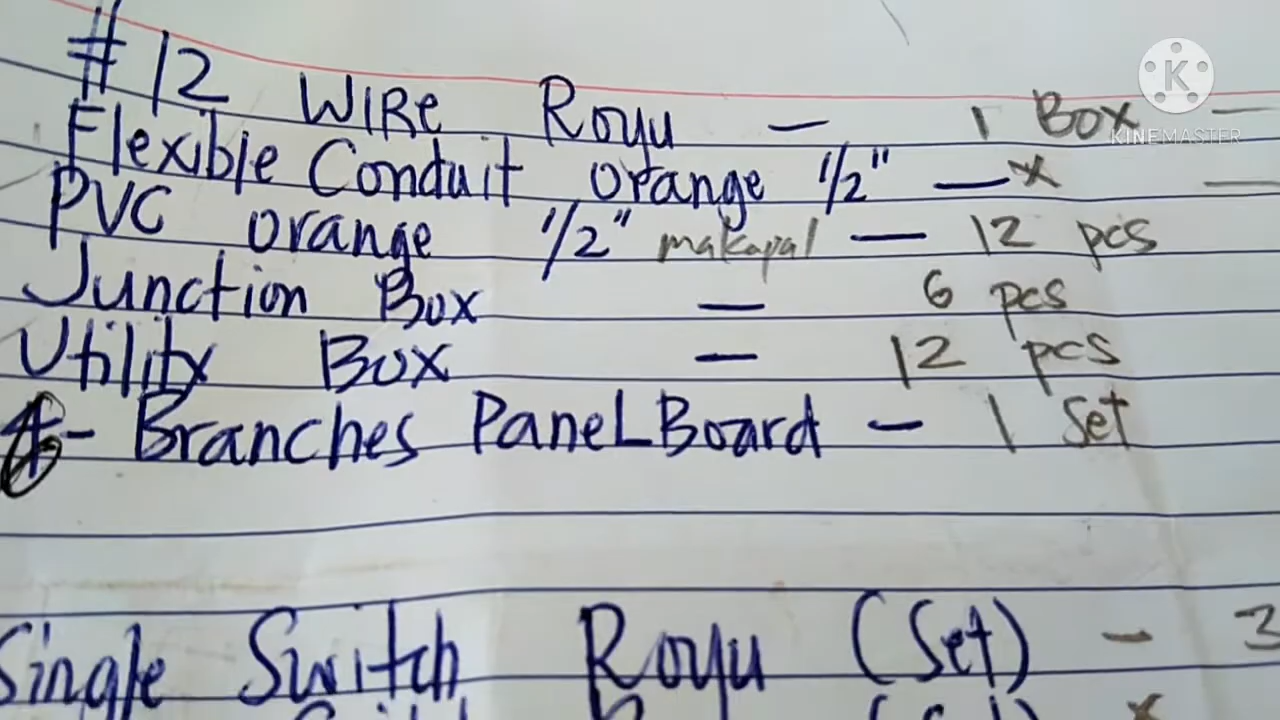 #12 WIRE Royu — 1 Box —
KINEMASTER
Flexible Conduit orange 1/2" — x —
PVC orange 1/2" makapal — 12 pcs
Junction Box — 6 pcs
Utility Box — 12 pcs
- Branches PaneL Board - 1 Set
Single Switch Royu (Set) - 3